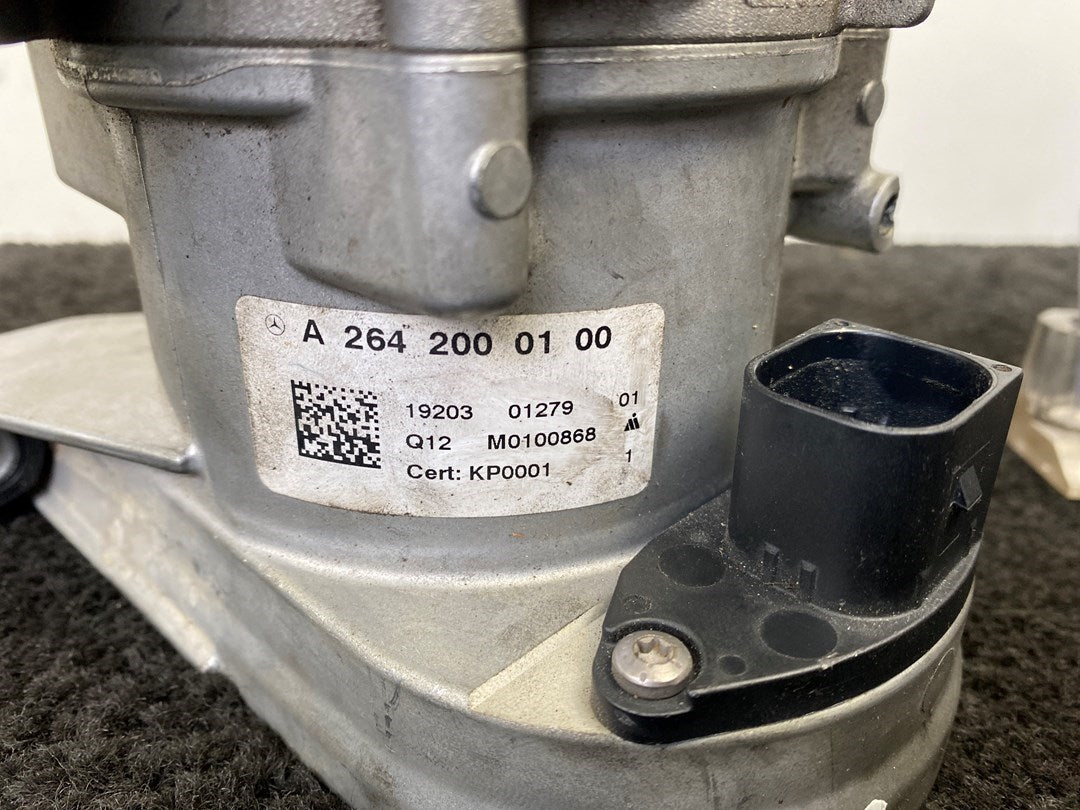 A 264 200 01 00
19203 01279 01
Q12 M0100868
Cert: KP0001 1